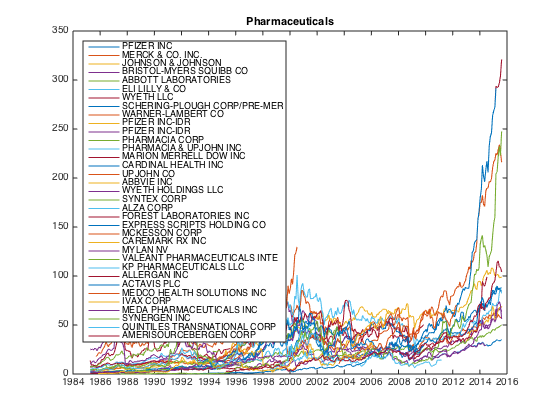 Pharmaceuticals
350
300
250
200
150
100
50
0
PFIZER INC
MERCK & CO. INC.
JOHNSON & JOHNSON
BRISTOL-MYERS SQUIBB CO
ABBOTT LABORATORIES
ELI LILLY & CO
WYETH LLC
SCHERING-PLOUGH CORP/PRE-MER
WARNER-LAMBERT CO
PFIZER INC-IDR
PFIZER INC-IDR
PHARMACIA CORP
PHARMACIA & UPJOHN INC
MARION MERRELL DOW INC
CARDINAL HEALTH INC
UPJOHN CO
ABBVIE INC
WYETH HOLDINGS LLC
SYNTEX CORP
ALZA CORP
FOREST LABORATORIES INC
EXPRESS SCRIPTS HOLDING CO
MCKESSON CORP
CAREMARK RX INC
MYLAN NV
VALEANT PHARMACEUTICALS INTE
KP PHARMACEUTICALS LLC
ALLERGAN INC
ACTAVIS PLC
MEDCO HEALTH SOLUTIONS INC
IVAX CORP
MEDA PHARMACEUTICALS INC
SYNERGEN INC
QUINTILES TRANSNATIONAL CORP
AMERISOURCEBERGEN CORP
1984 1986 1988 1990 1992 1994 1996 1998 2000 2002 2004 2006 2008 2010 2012 2014 2016